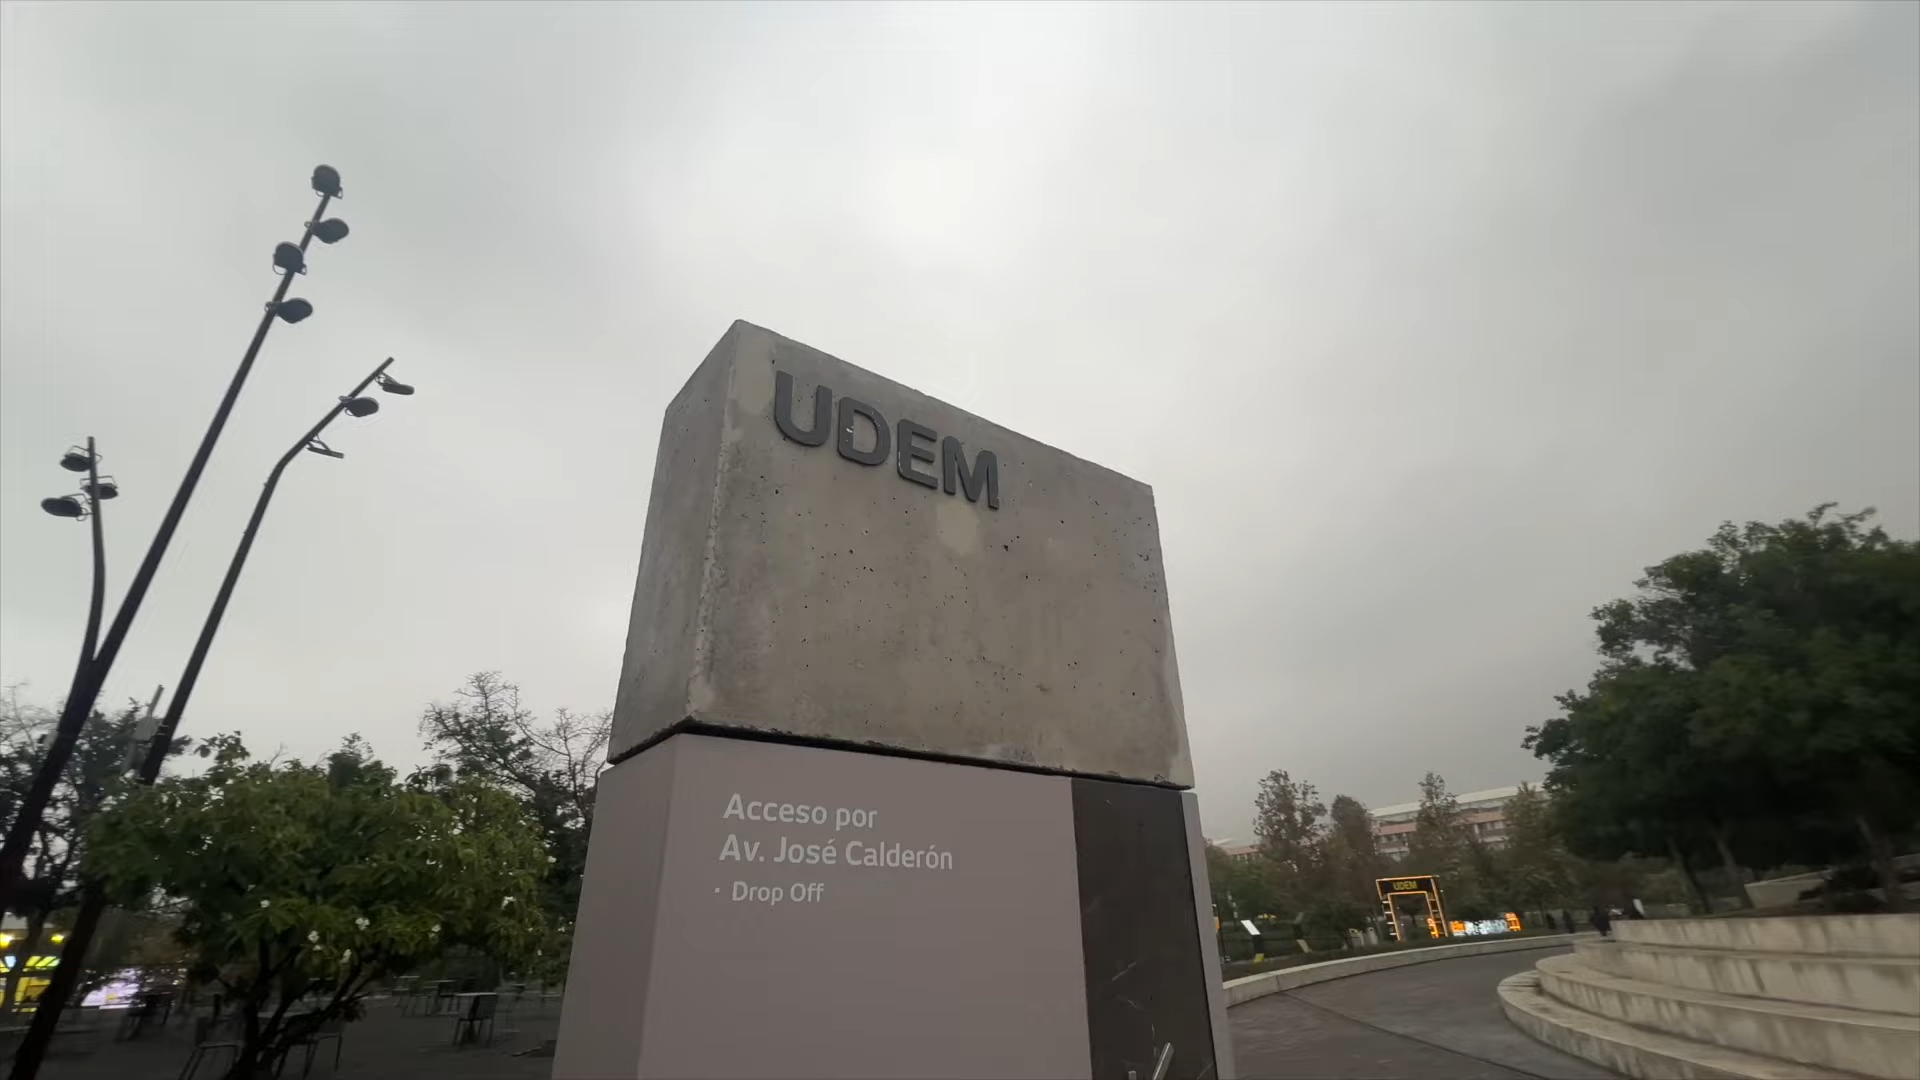 UDEM
Acceso por
Av. José Calderón
· Drop Off
UDEM